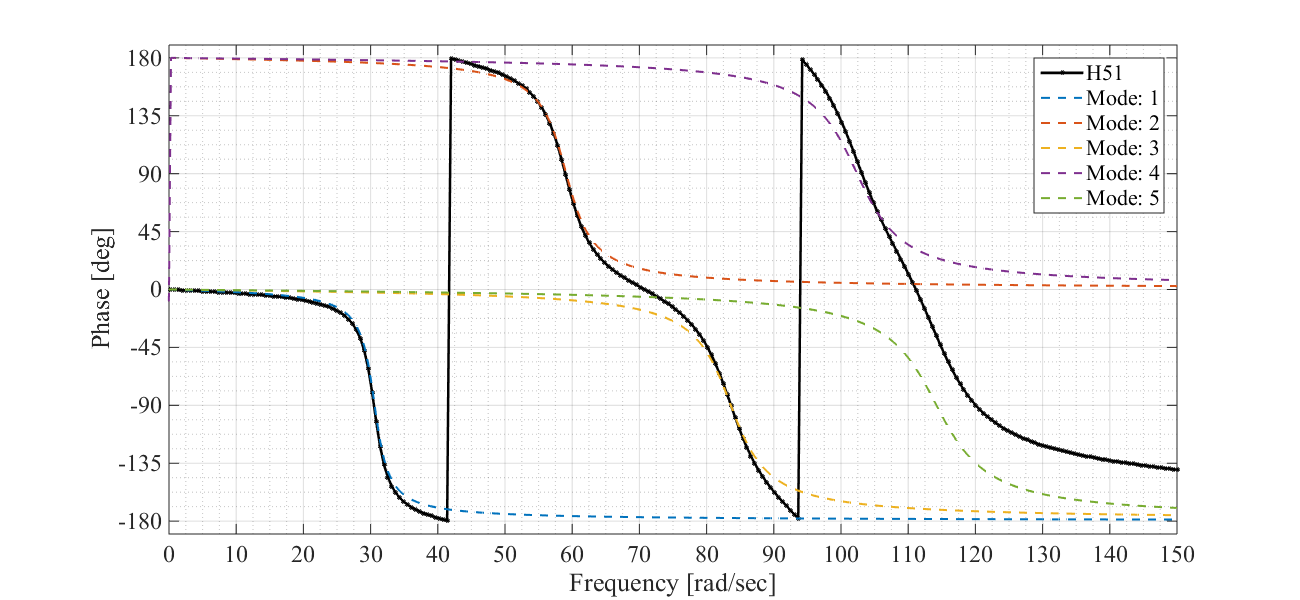 180
135
90
45
0
-45
-90
-135
-180
Phase [deg]
H51
Mode: 1
Mode: 2
Mode: 3
Mode: 4
Mode: 5
0 10 20 30 40 50 60 70 80 90 100 110 120 130 140 150
Frequency [rad/sec]